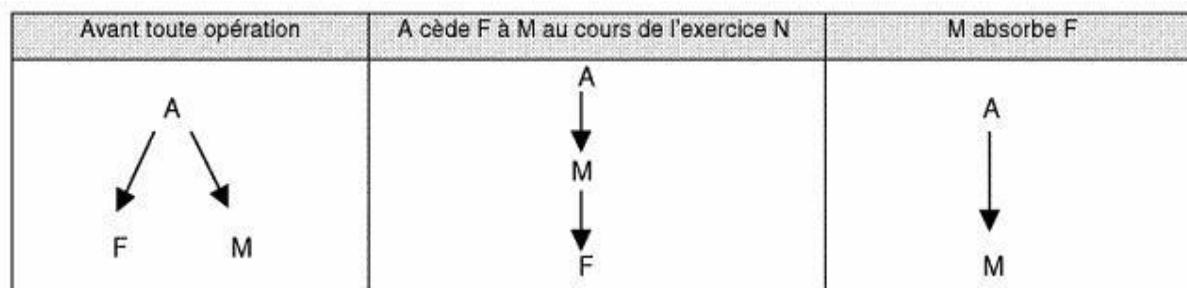 Avant toute opération
A cède F à M au cours de l'exercice N
M absorbe F
A
F M
A
M
F
A
M